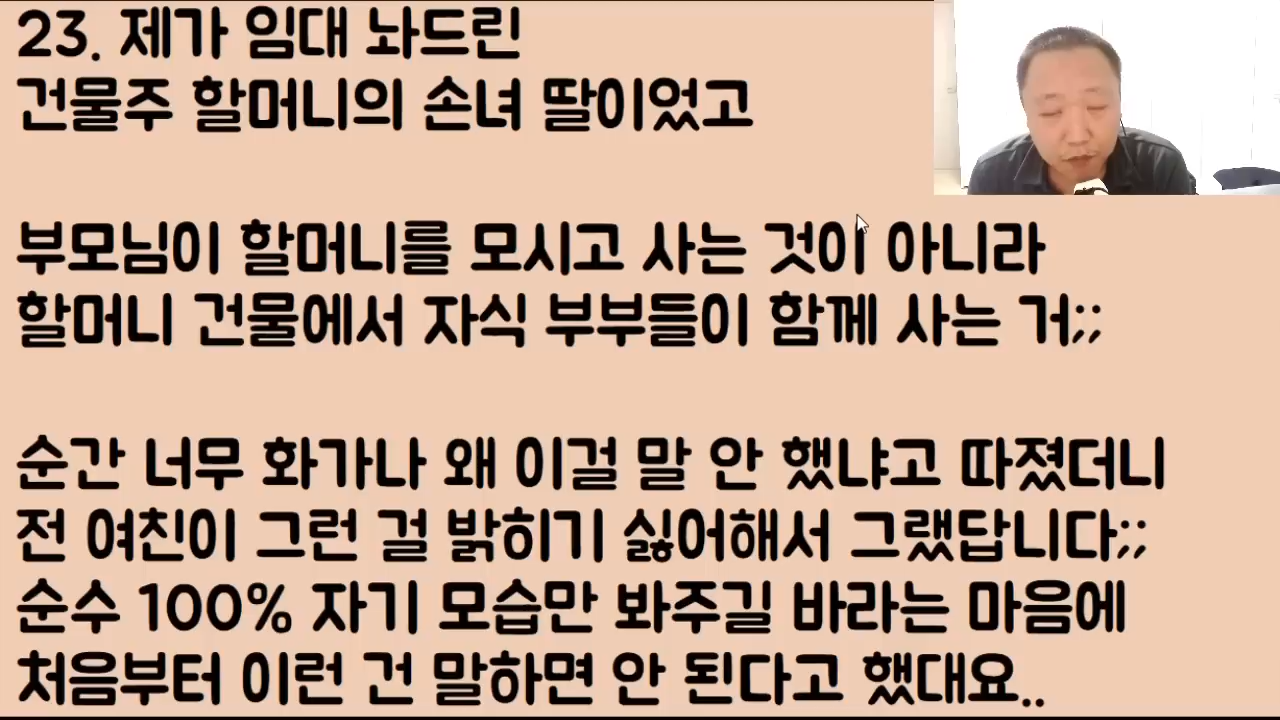 23. 제가 임대 놔드린
건물주 할머니의 손녀 딸이었고
부모님이 할머니를 모시고 사는 것이 아니라
할머니 건물에서 자식 부부들이 함께 사는 거;;
순간 너무 화가나 왜 이걸 말 안 했냐고 따졌더니
전 여친이 그런 걸 밝히기 싫어해서 그랬답니다;;
순수 100% 자기 모습만 봐주길 바라는 마음에
처음부터 이런 건 말하면 안 된다고 했대요..